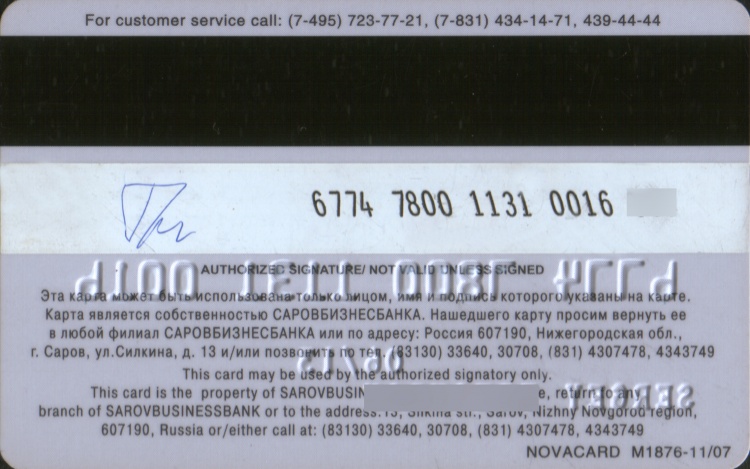 For customer service call: (7-495) 723-77-21, (7-831) 434-14-71, 439-44-44
6774 7800 1131 0016
AUTHORIZED SIGNATURE/ NOT VALID UNLESS SIGNED
Эта карта может быть использована только лицом, имя и подпись которого указаны на карте.
Карта является собственностью САРОВБИЗНЕСБАНКА. Нашедшего карту просим вернуть ее
в любой филиал САРОВБИЗНЕСБАНКА или по адресу: Россия 607190, Нижегородская обл.,
г. Саров, ул.Силкина, д. 13 и/или позвонить по тел. (83130) 33640, 30708, (831) 4307478, 4343749
06/13
This card may be used by the authorized signatory only.
This card is the property of SAROVBUSIN return to any
SERGEY
branch of SAROVBUSINESSBANK or to the address:13, Silkina str., Sarov, Nizhny Novgorod region,
607190, Russia or/either call at: (83130) 33640, 30708, (831) 4307478, 4343749
NOVACARD M1876-11/07